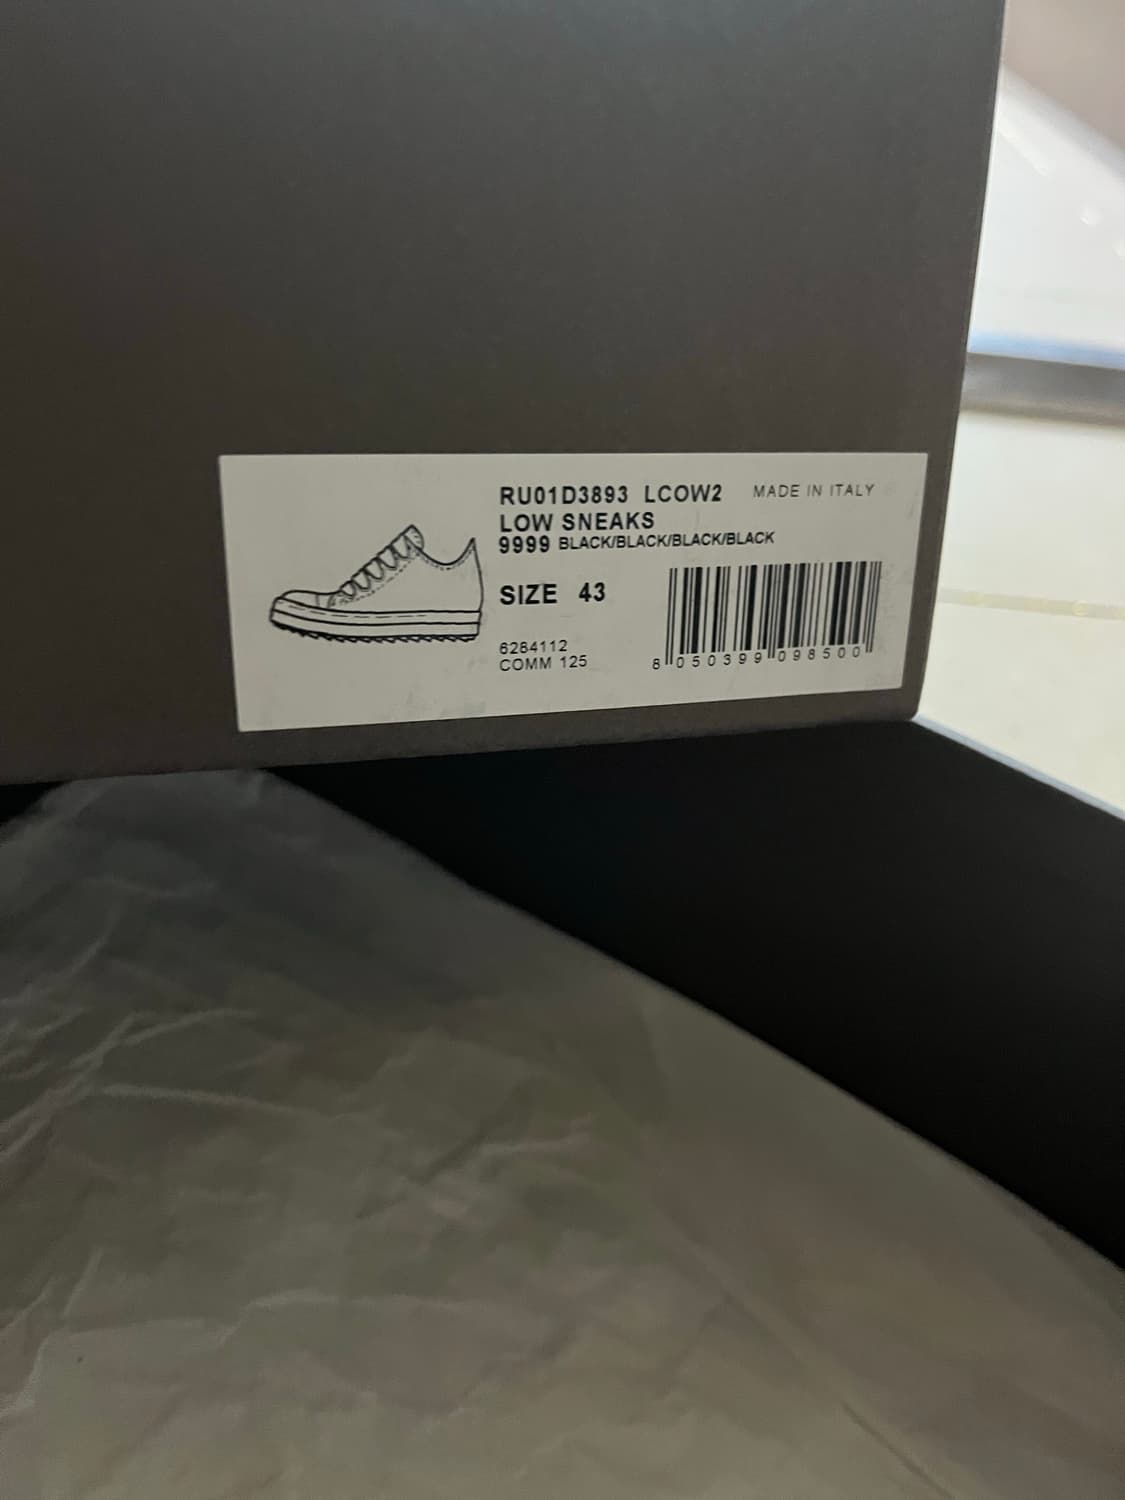 RU01D3893 LCOW2 MADE IN ITALY
LOW SNEAKS
9999 BLACK/BLACK/BLACK/BLACK
SIZE 43
6284112
COMM 125
8 050399 098500